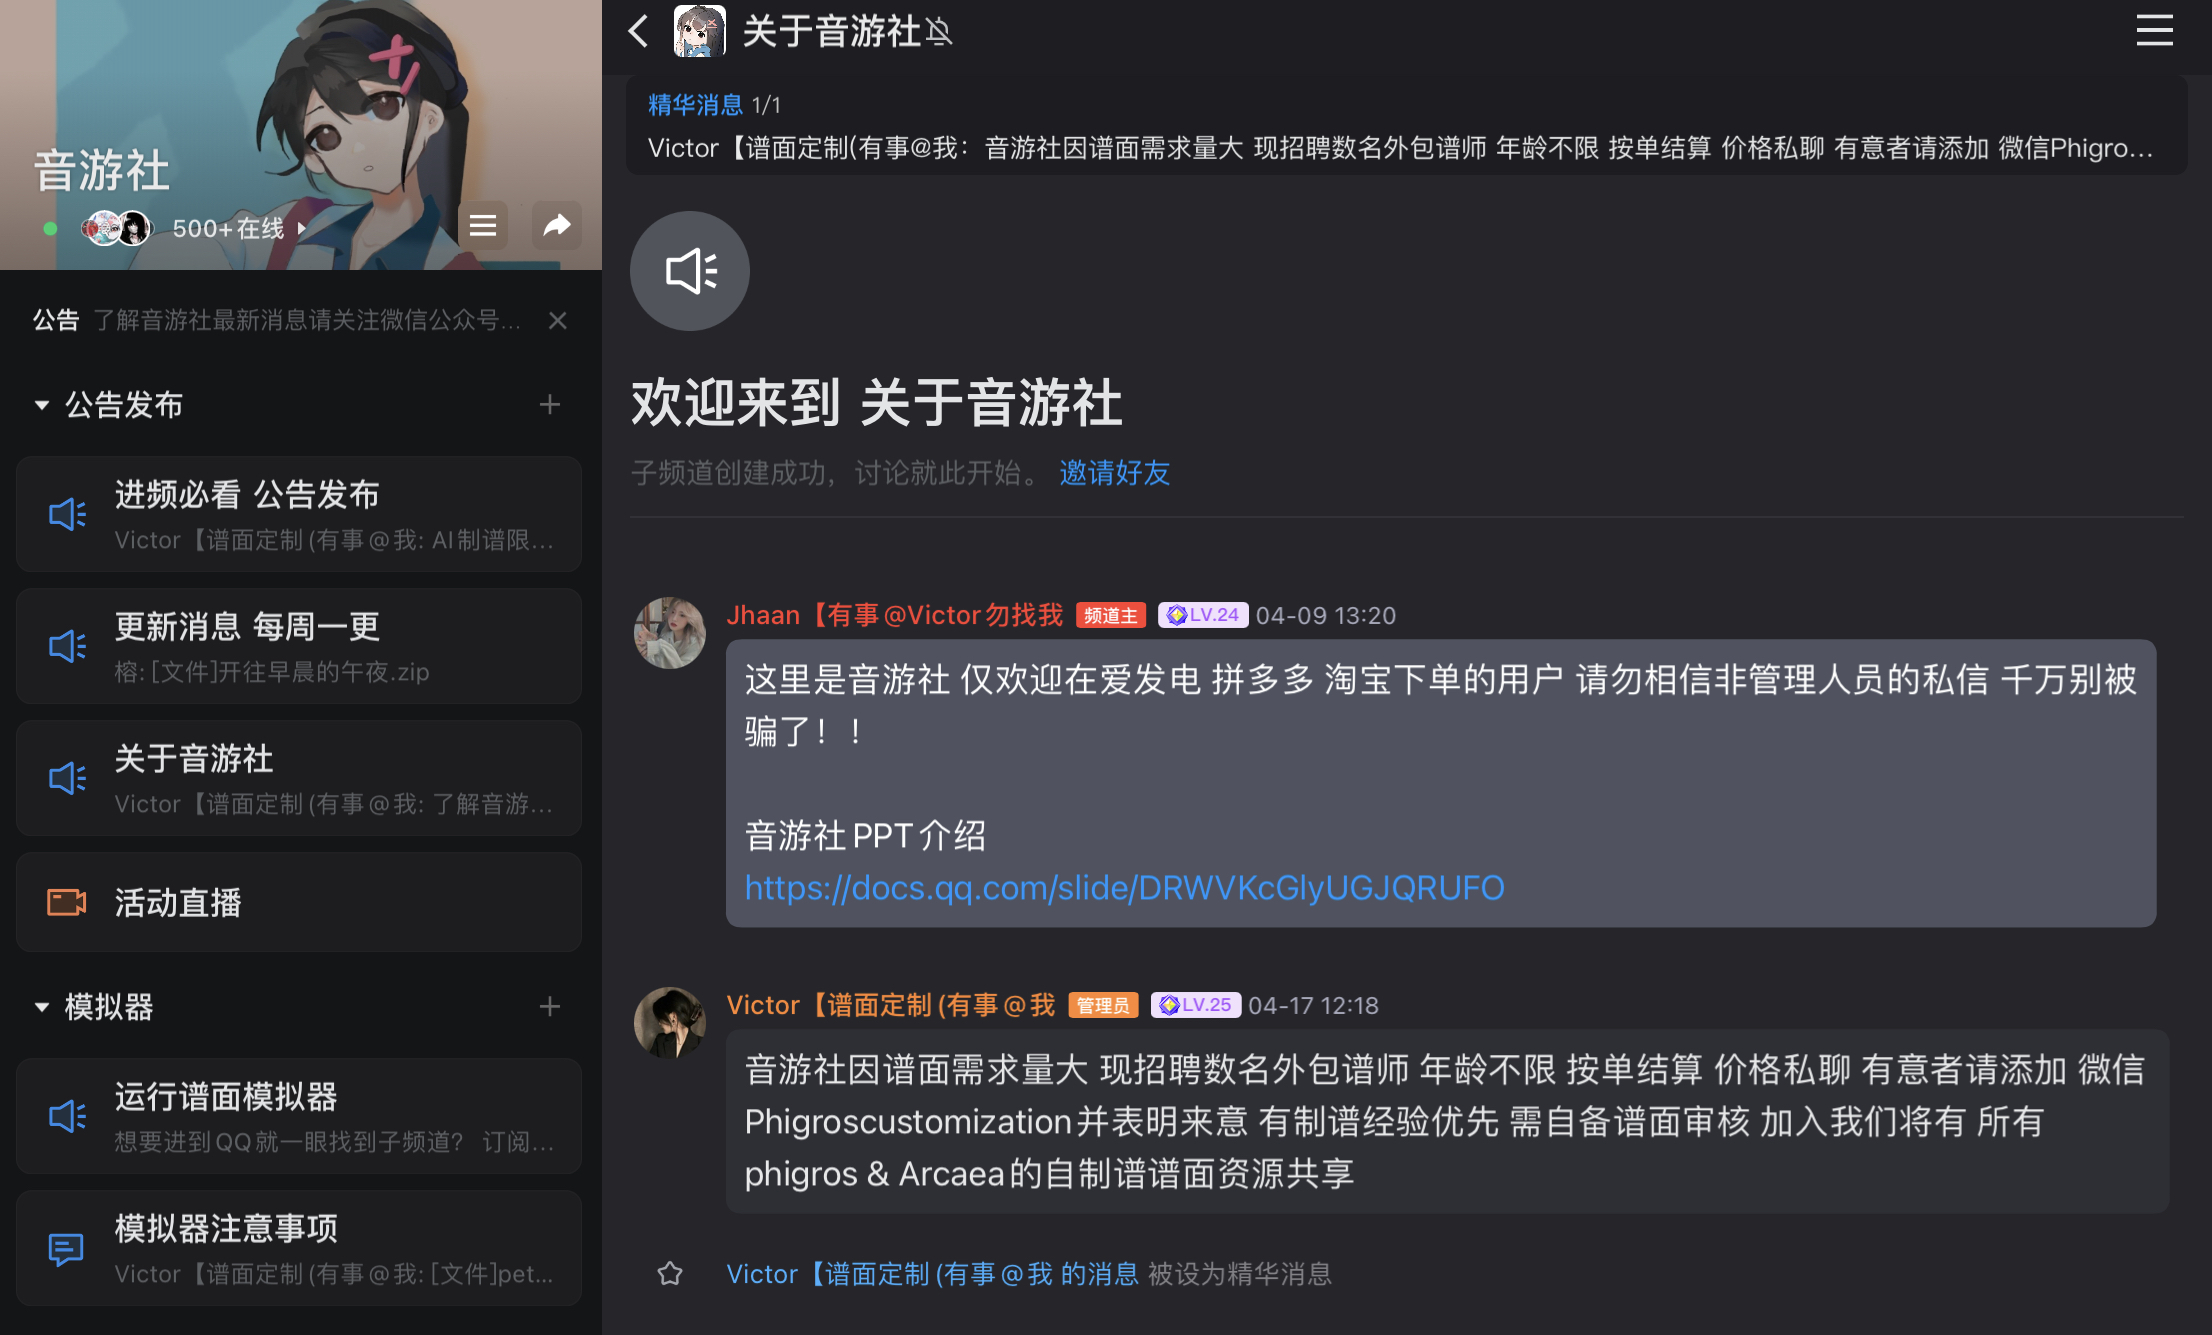 音游社
500+在线
公告 了解音游社最新消息请关注微信公众号...
公告发布
进频必看 公告发布
Victor【谱面定制(有事@我: AI制谱限...
更新消息 每周一更
榕: [文件]开往早晨的午夜.zip
关于音游社
Victor【谱面定制(有事@我: 了解音游...
活动直播
模拟器
运行谱面模拟器
想要进到QQ就一眼找到子频道? 订阅...
模拟器注意事项
Victor【谱面定制(有事@我: [文件]pet...
关于音游社
精华消息 1/1
Victor【谱面定制(有事@我: 音游社因谱面需求量大 现招聘数名外包谱师 年龄不限 按单结算 价格私聊 有意者请添加 微信Phigro...
欢迎来到 关于音游社
子频道创建成功，讨论就此开始。 邀请好友
Jhaan【有事@Victor勿找我 频道主 LV.24 04-09 13:20
这里是音游社 仅欢迎在爱发电 拼多多 淘宝下单的用户 请勿相信非管理人员的私信 千万别被
骗了！！
音游社PPT介绍
https://docs.qq.com/slide/DRWVKcGlyUGJQRUFO
Victor【谱面定制(有事@我 管理员 LV.25 04-17 12:18
音游社因谱面需求量大 现招聘数名外包谱师 年龄不限 按单结算 价格私聊 有意者请添加 微信
Phigroscustomization并表明来意 有制谱经验优先 需自备谱面审核 加入我们将有 所有
phigros & Arcaea的自制谱谱面资源共享
Victor【谱面定制(有事@我 的消息 被设为精华消息